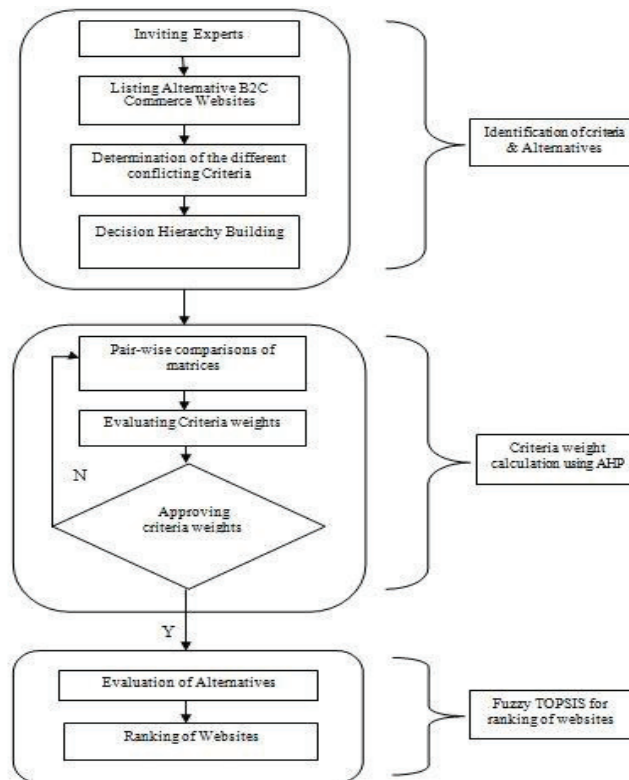 Inviting Experts
Listing Alternative B2C
Commerce Websites
Determination of the different
conflicting Criteria
Decision Hierarchy Building
Identification of criteria
& Alternatives
Pair-wise comparisons of
matrices
Evaluating Criteria weights
N
Approving
criteria weights
Criteria weight
calculation using AHP
Y
Evaluation of Alternatives
Ranking of Websites
Fuzzy TOPSIS for
ranking of websites